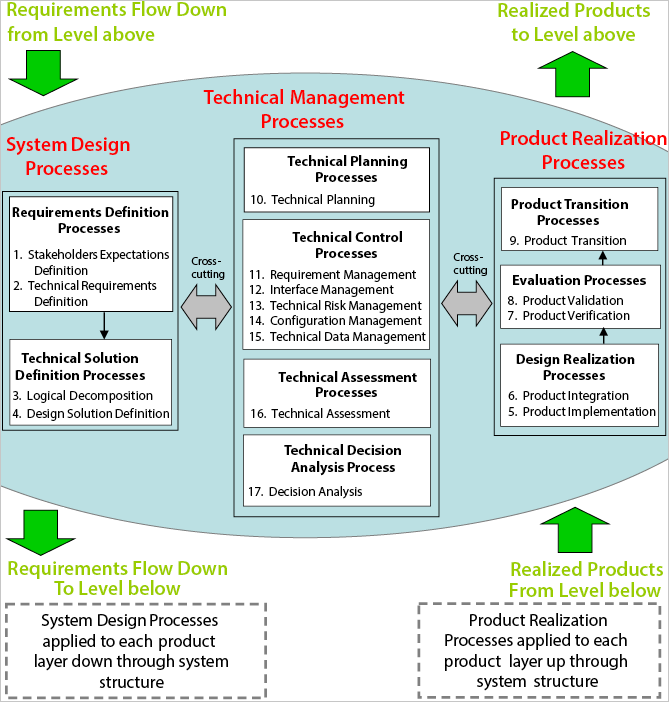 Requirements Flow Down
from Level above
Realized Products
to Level above
Technical Management
Processes
System Design
Processes
Product Realization
Processes
Requirements Definition
Processes
1. Stakeholders Expectations
Definition
2. Technical Requirements
Definition
Technical Solution
Definition Processes
3. Logical Decomposition
4. Design Solution Definition
Cross-
cutting
Technical Planning
Processes
10. Technical Planning
Technical Control
Processes
11. Requirement Management
12. Interface Management
13. Technical Risk Management
14. Configuration Management
15. Technical Data Management
Technical Assessment
Processes
16. Technical Assessment
Technical Decision
Analysis Process
17. Decision Analysis
Cross-
cutting
Product Transition
Processes
9. Product Transition
Evaluation Processes
8. Product Validation
7. Product Verification
Design Realization
Processes
6. Product Integration
5. Product Implementation
Requirements Flow Down
To Level below
Realized Products
From Level below
System Design Processes
applied to each product
layer down through system
structure
Product Realization
Processes applied to each
product layer up through
system structure